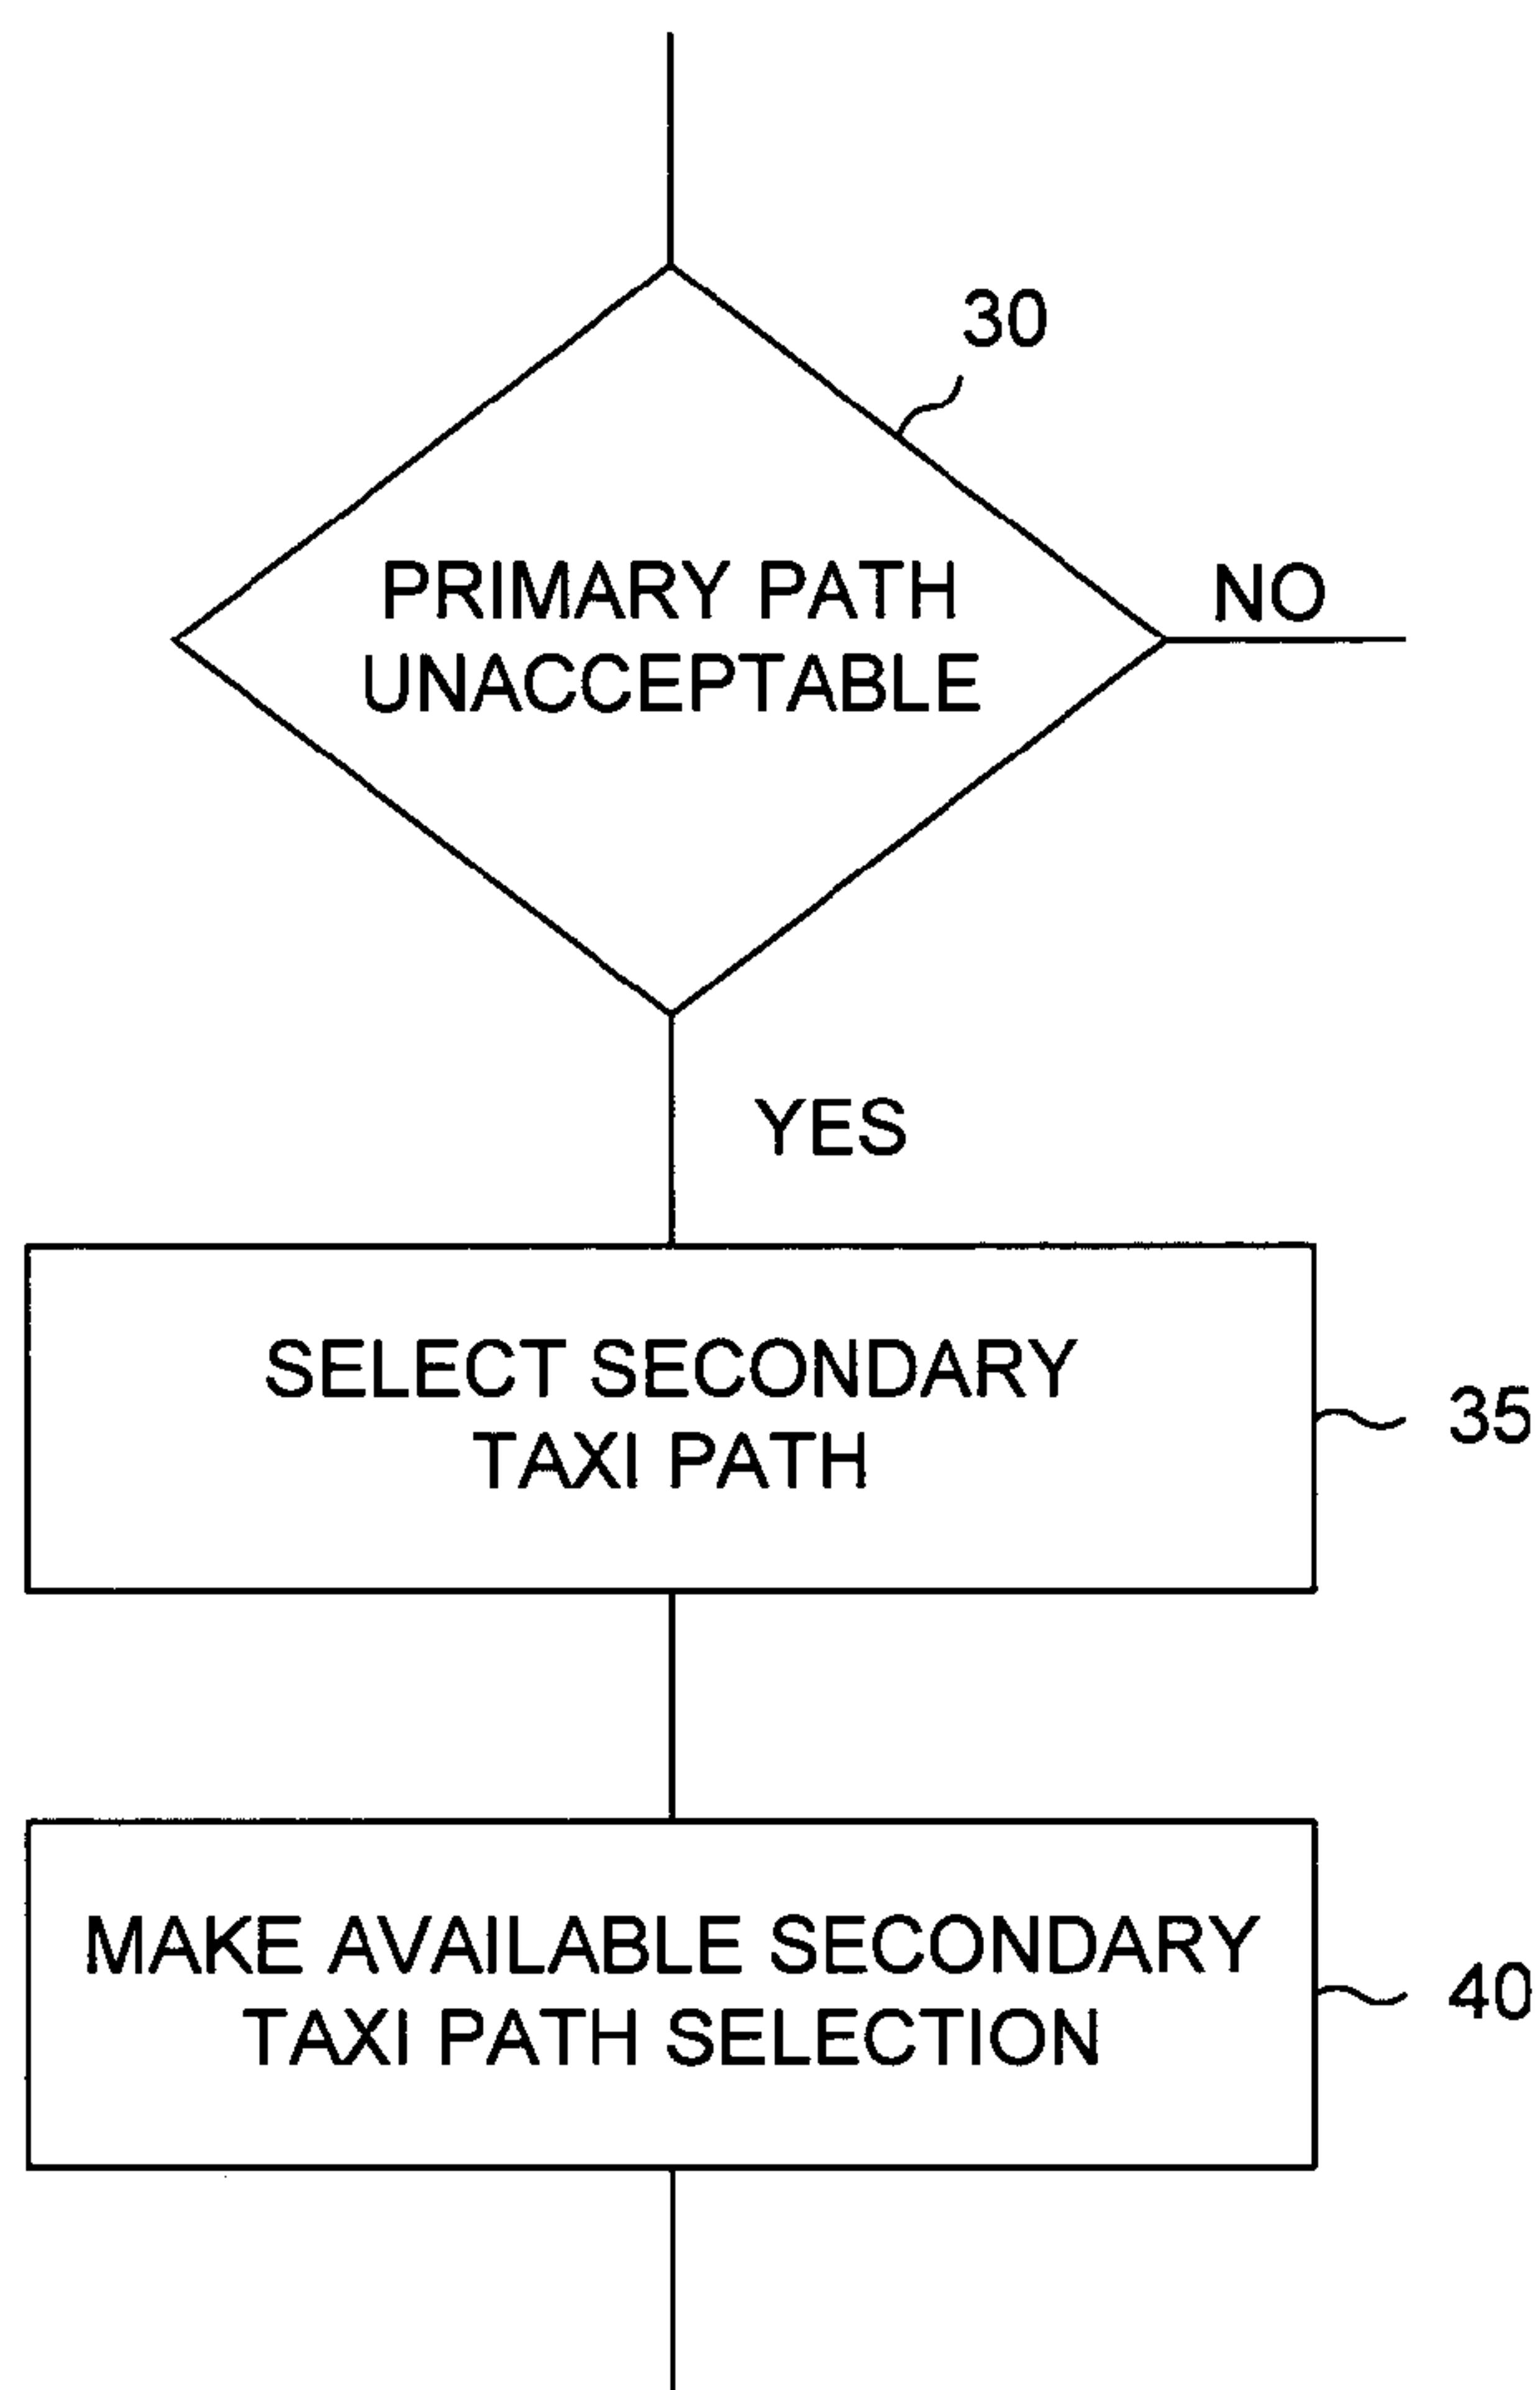 30
PRIMARY PATH
UNACCEPTABLE
NO
YES
SELECT SECONDARY
TAXI PATH
35
MAKE AVAILABLE SECONDARY
TAXI PATH SELECTION
40